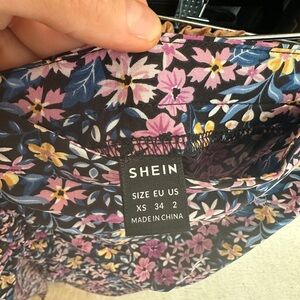 SHEIN
SIZE EU US
XS 34 2
MADE IN CHINA